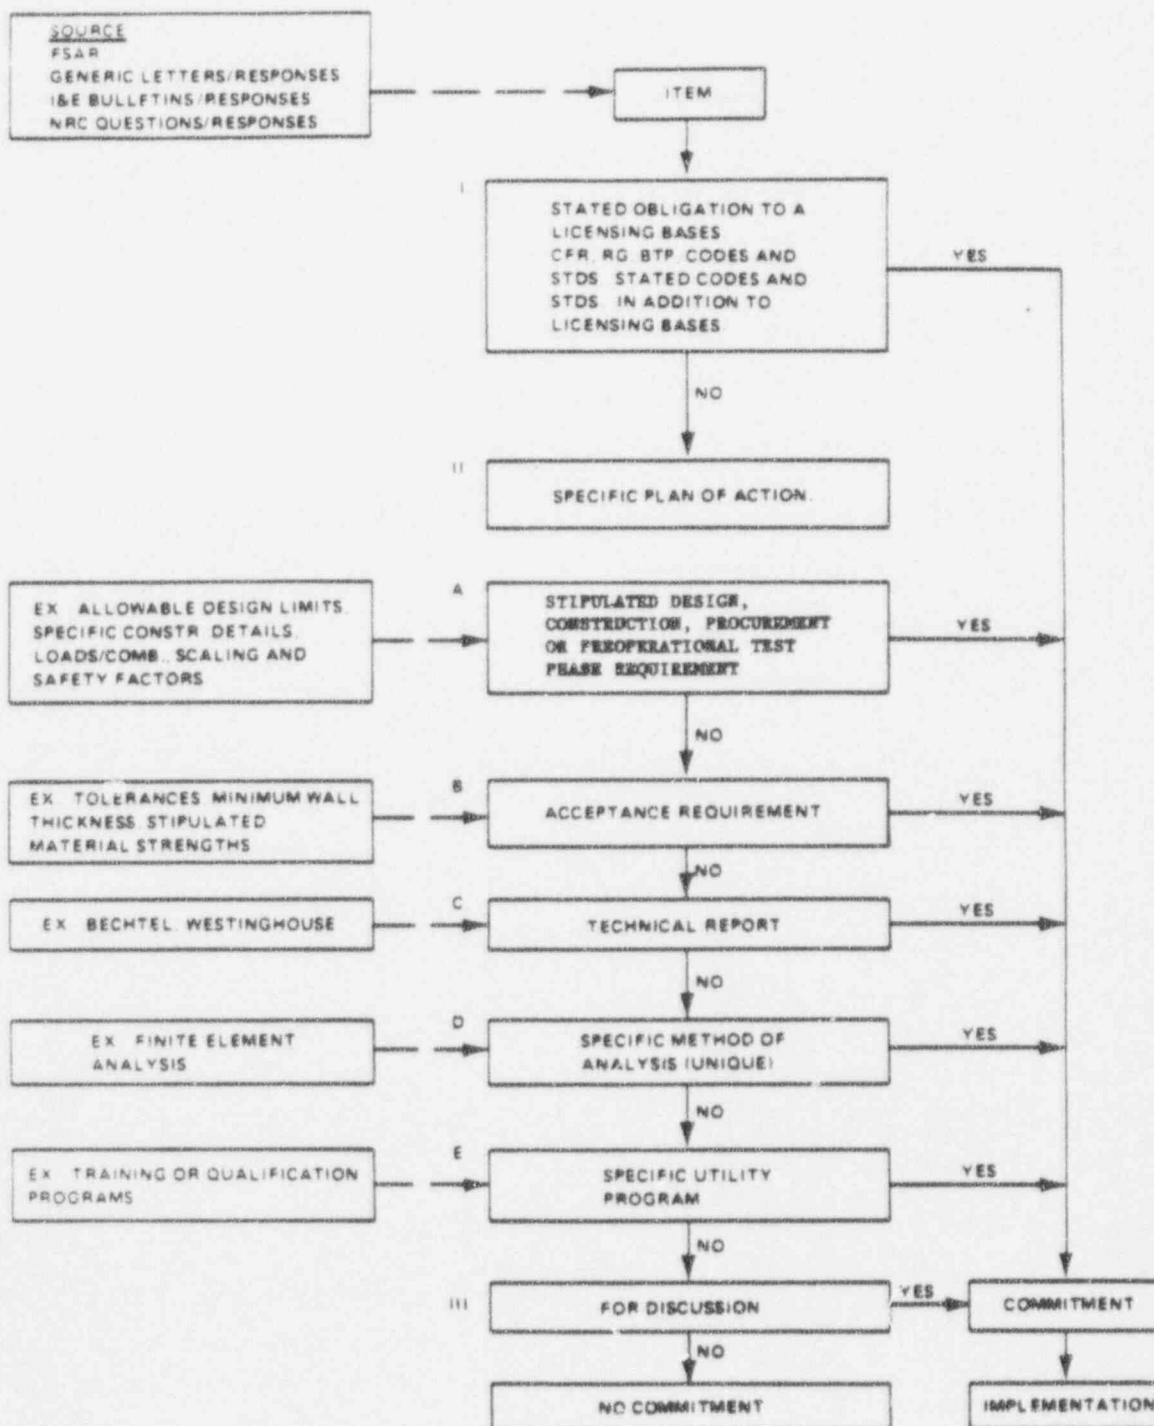 SOURCE
FSAR
GENERIC LETTERS/RESPONSES
I&E BULLETINS/RESPONSES
NRC QUESTIONS/RESPONSES
ITEM
I
STATED OBLIGATION TO A
LICENSING BASES
CFR, RG, BTP, CODES AND
STDS. STATED CODES AND
STDS. IN ADDITION TO
LICENSING BASES
YES
NO
II
SPECIFIC PLAN OF ACTION.
EX. ALLOWABLE DESIGN LIMITS,
SPECIFIC CONSTR. DETAILS,
LOADS/COMB., SCALING AND
SAFETY FACTORS
A
STIPULATED DESIGN,
CONSTRUCTION, PROCUREMENT
OR PREOPERATIONAL TEST
PHASE REQUIREMENT
YES
NO
EX. TOLERANCES, MINIMUM WALL
THICKNESS, STIPULATED
MATERIAL STRENGTHS
B
ACCEPTANCE REQUIREMENT
YES
NO
EX. BECHTEL, WESTINGHOUSE
C
TECHNICAL REPORT
YES
NO
EX. FINITE ELEMENT
ANALYSIS
D
SPECIFIC METHOD OF
ANALYSIS (UNIQUE)
YES
NO
EX. TRAINING OR QUALIFICATION
PROGRAMS
E
SPECIFIC UTILITY
PROGRAM
YES
NO
III
FOR DISCUSSION
YES
COMMITMENT
NO
NO COMMITMENT
IMPLEMENTATION